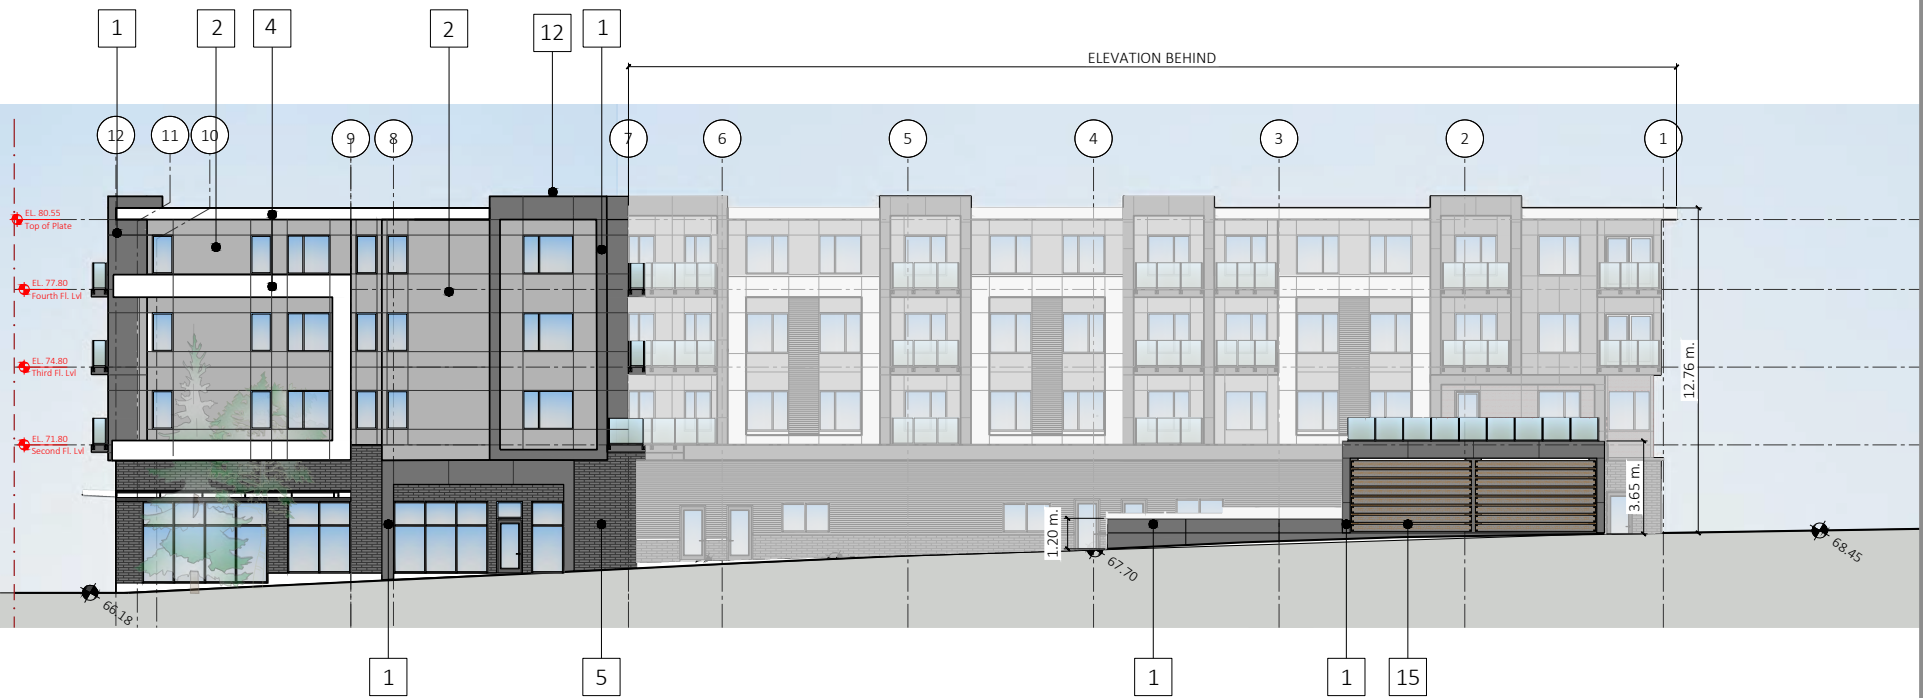 1
2
4
2
12
1
ELEVATION BEHIND
12
11
10
9
8
7
6
5
4
3
2
1
EL. 80.55
Top of Plate
EL. 77.80
Fourth Fl. Lvl
EL. 74.80
Third Fl. Lvl
EL. 71.80
Second Fl. Lvl
12.76 m.
3.65 m.
1.20 m.
66.18
67.70
68.45
1
5
1
1
15